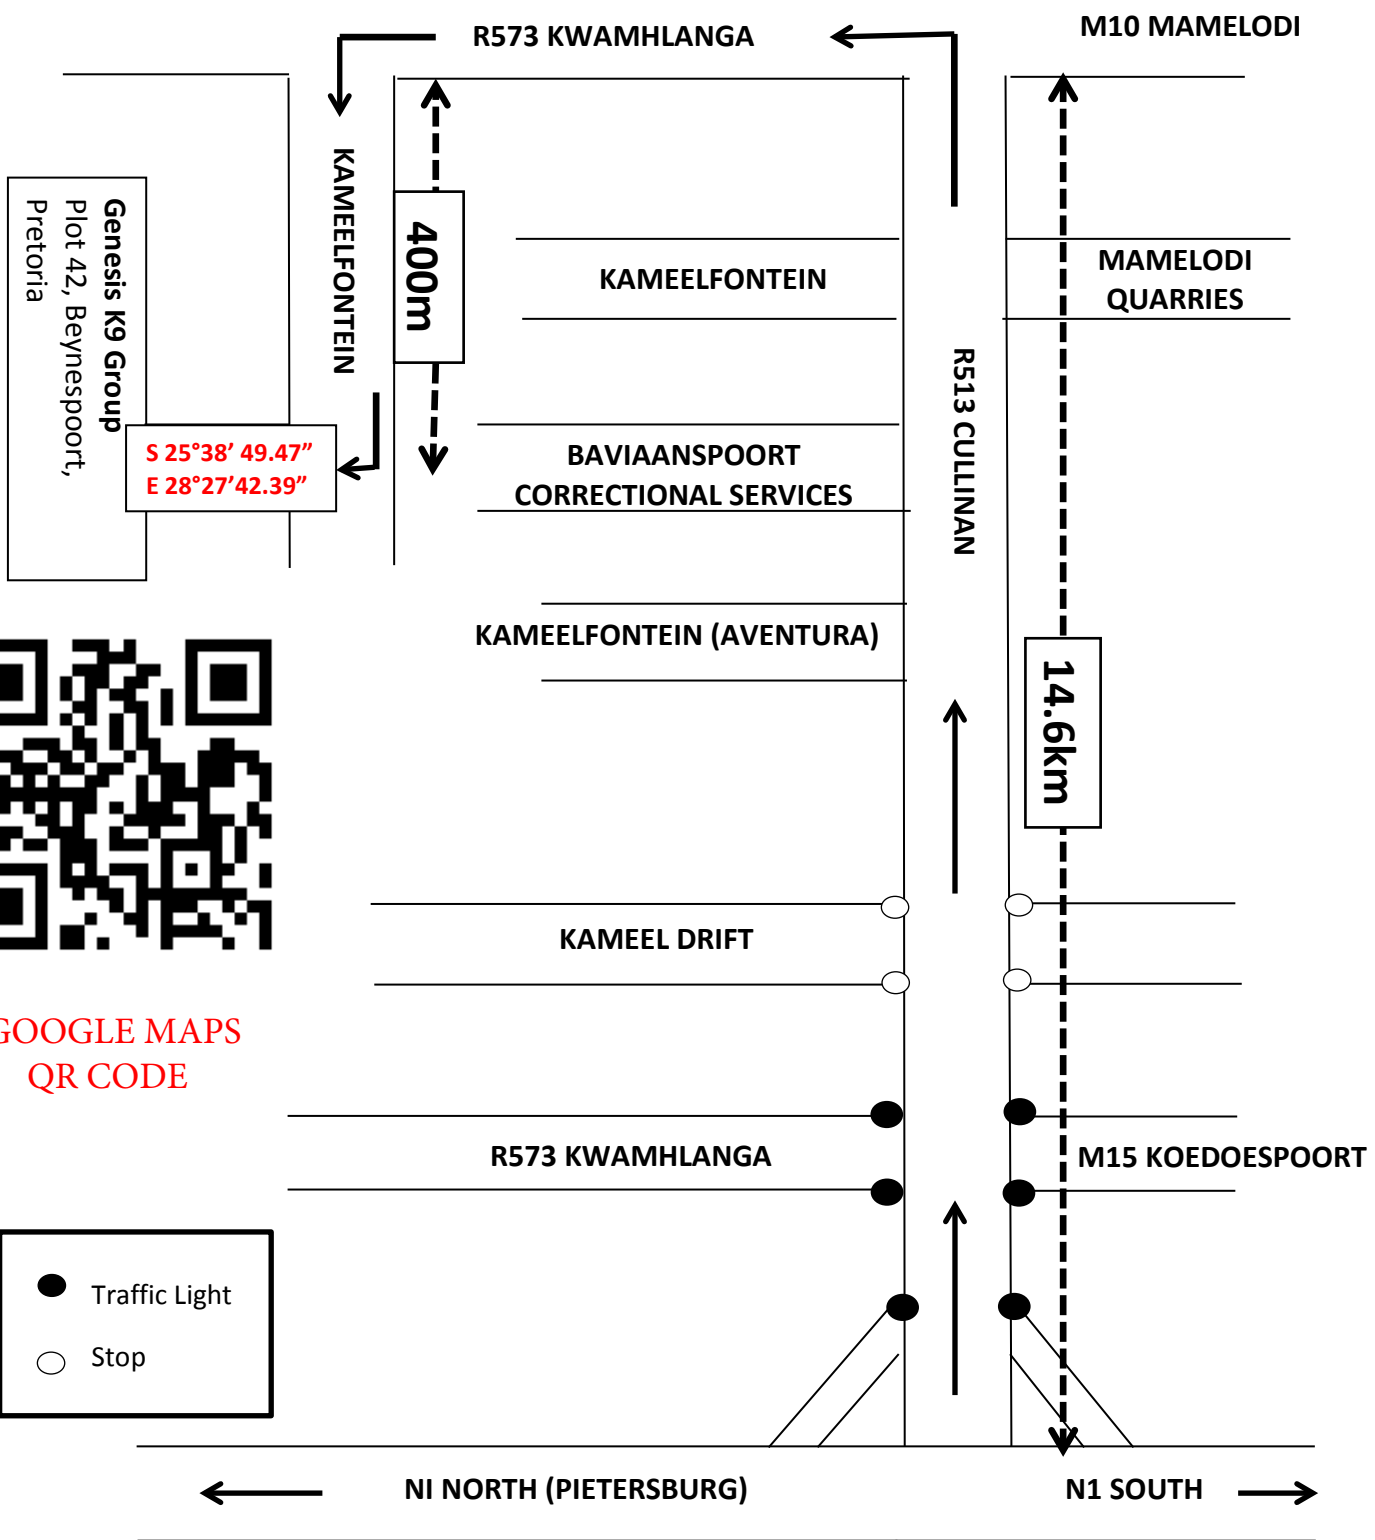 R573 KWAMHLANGA
M10 MAMELODI
KAMEELFONTEIN
400m
Genesis K9 Group
Plot 42, Beynespoort,
Pretoria
S 25°38’ 49.47”
E 28°27’42.39”
KAMEELFONTEIN
MAMELODI
QUARRIES
R513 CULLINAN
BAVIAANSPOORT
CORRECTIONAL SERVICES
KAMEELFONTEIN (AVENTURA)
14.6km
KAMEEL DRIFT
GOOGLE MAPS
QR CODE
R573 KWAMHLANGA
M15 KOEDOESPOORT
Traffic Light
Stop
NI NORTH (PIETERSBURG)
N1 SOUTH